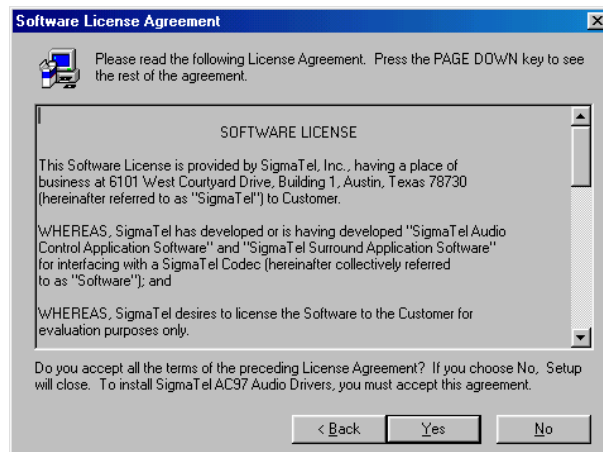 Software License Agreement
Please read the following License Agreement. Press the PAGE DOWN key to see
the rest of the agreement.
SOFTWARE LICENSE
This Software License is provided by SigmaTel, Inc., having a place of
business at 6101 West Courtyard Drive, Building 1, Austin, Texas 78730
(hereinafter referred to as "SigmaTel") to Customer.
WHEREAS, SigmaTel has developed or is having developed "SigmaTel Audio
Control Application Software" and "SigmaTel Surround Application Software"
for interfacing with a SigmaTel Codec (hereinafter collectively referred
to as "Software"); and
WHEREAS, SigmaTel desires to license the Software to the Customer for
evaluation purposes only.
Do you accept all the terms of the preceding License Agreement? If you choose No, Setup
will close. To install SigmaTel AC97 Audio Drivers, you must accept this agreement.
< Back
Yes
No